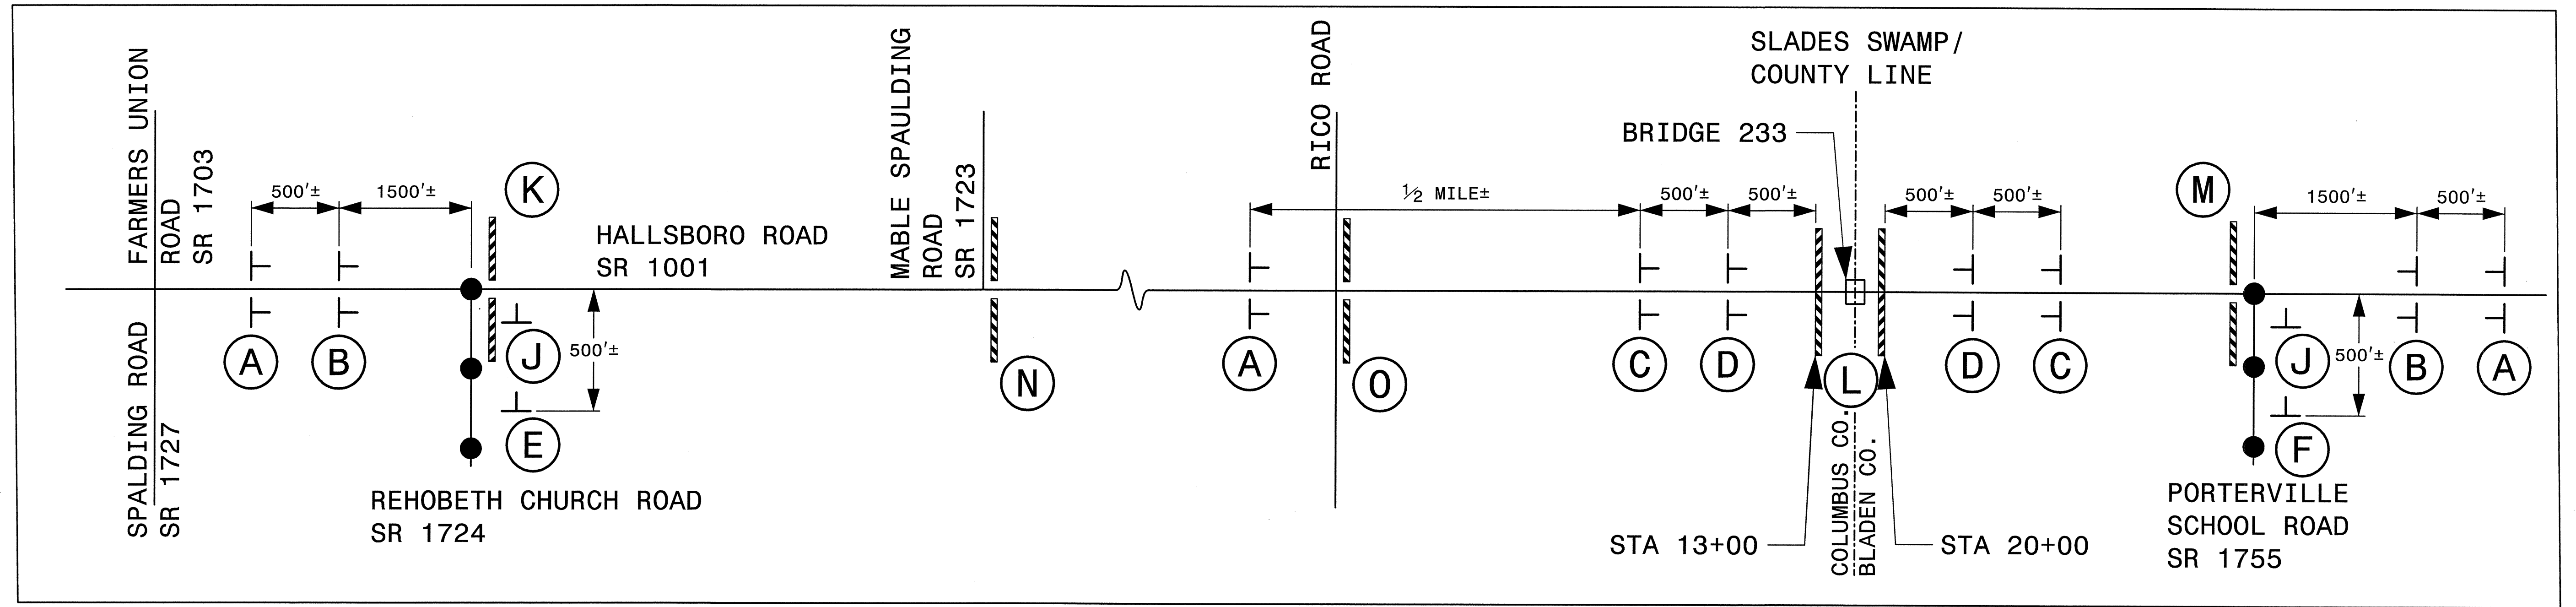 FARMERS UNION
ROAD
SR 1703
SPALDING ROAD
SR 1727
500'±
1500'±
A
B
K
HALLSBORO ROAD
SR 1001
J
500'±
E
REHOBETH CHURCH ROAD
SR 1724
MABLE SPAULDING
ROAD
SR 1723
N
RICO ROAD
A
O
½ MILE±
500'±
500'±
C
D
SLADES SWAMP/
COUNTY LINE
BRIDGE 233
L
STA 13+00
COLUMBUS CO.
BLADEN CO.
STA 20+00
500'±
500'±
D
C
M
1500'±
500'±
J
500'±
B
A
F
PORTERVILLE
SCHOOL ROAD
SR 1755